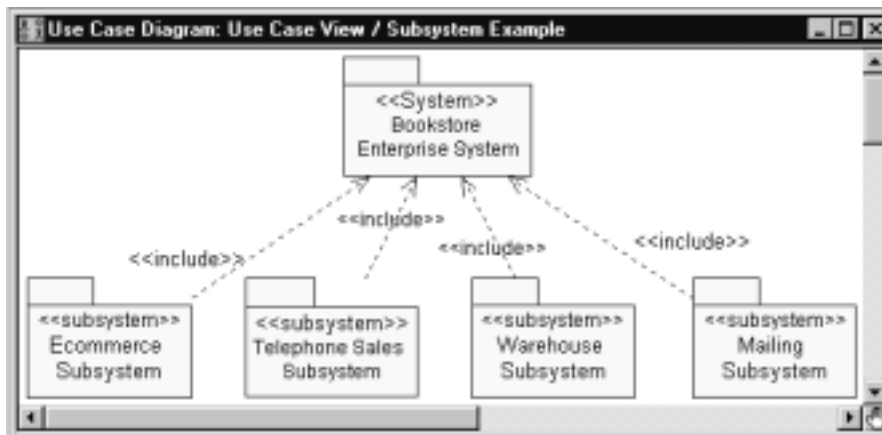 Use Case Diagram: Use Case View / Subsystem Example
<<System>>
Bookstore
Enterprise System
<<include>>
<<include>>
<<include>>
<<include>>
<<subsystem>>
Ecommerce
Subsystem
<<subsystem>>
Telephone Sales
Subsystem
<<subsystem>>
Warehouse
Subsystem
<<subsystem>>
Mailing
Subsystem